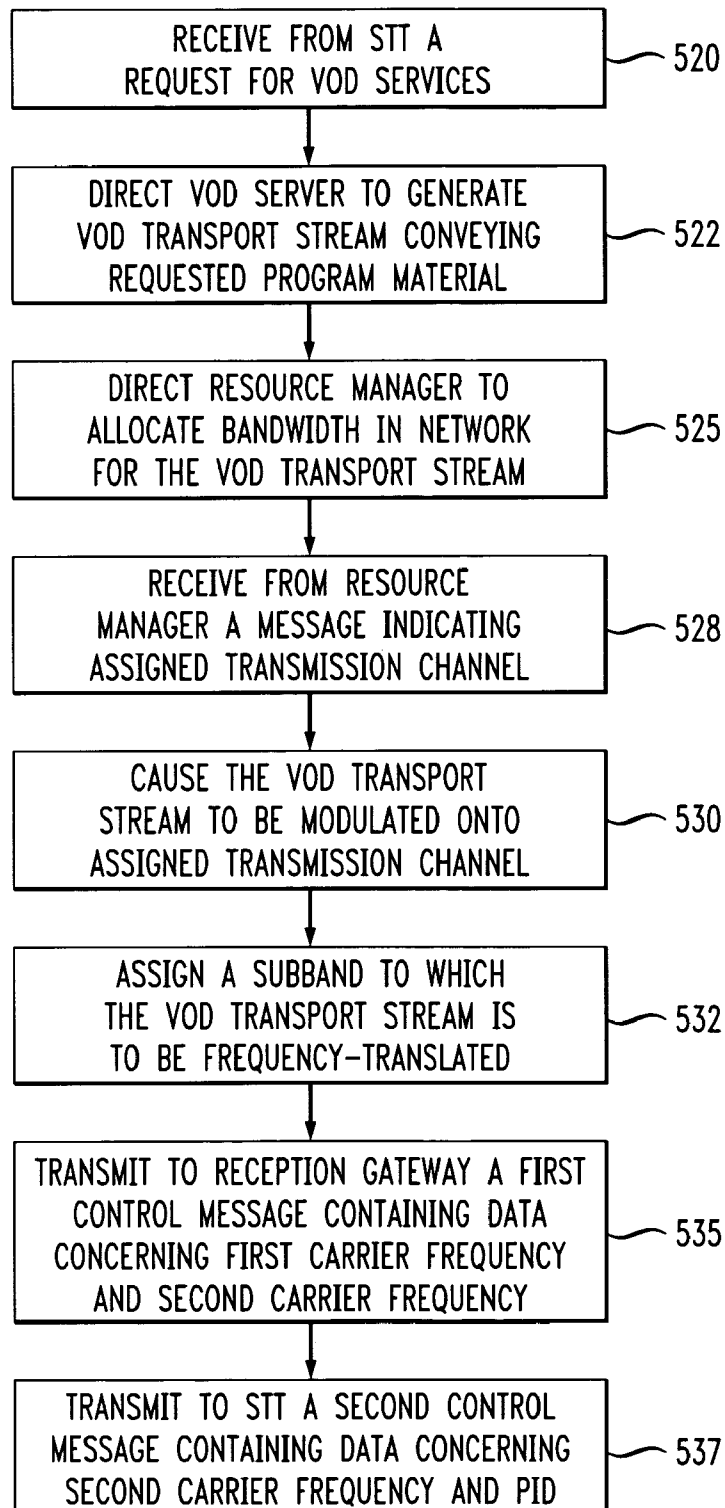 RECEIVE FROM STT A
REQUEST FOR VOD SERVICES
520
DIRECT VOD SERVER TO GENERATE
VOD TRANSPORT STREAM CONVEYING
REQUESTED PROGRAM MATERIAL
522
DIRECT RESOURCE MANAGER TO
ALLOCATE BANDWIDTH IN NETWORK
FOR THE VOD TRANSPORT STREAM
525
RECEIVE FROM RESOURCE
MANAGER A MESSAGE INDICATING
ASSIGNED TRANSMISSION CHANNEL
528
CAUSE THE VOD TRANSPORT
STREAM TO BE MODULATED ONTO
ASSIGNED TRANSMISSION CHANNEL
530
ASSIGN A SUBBAND TO WHICH
THE VOD TRANSPORT STREAM IS
TO BE FREQUENCY-TRANSLATED
532
TRANSMIT TO RECEPTION GATEWAY A FIRST
CONTROL MESSAGE CONTAINING DATA
CONCERNING FIRST CARRIER FREQUENCY
AND SECOND CARRIER FREQUENCY
535
TRANSMIT TO STT A SECOND CONTROL
MESSAGE CONTAINING DATA CONCERNING
SECOND CARRIER FREQUENCY AND PID
537